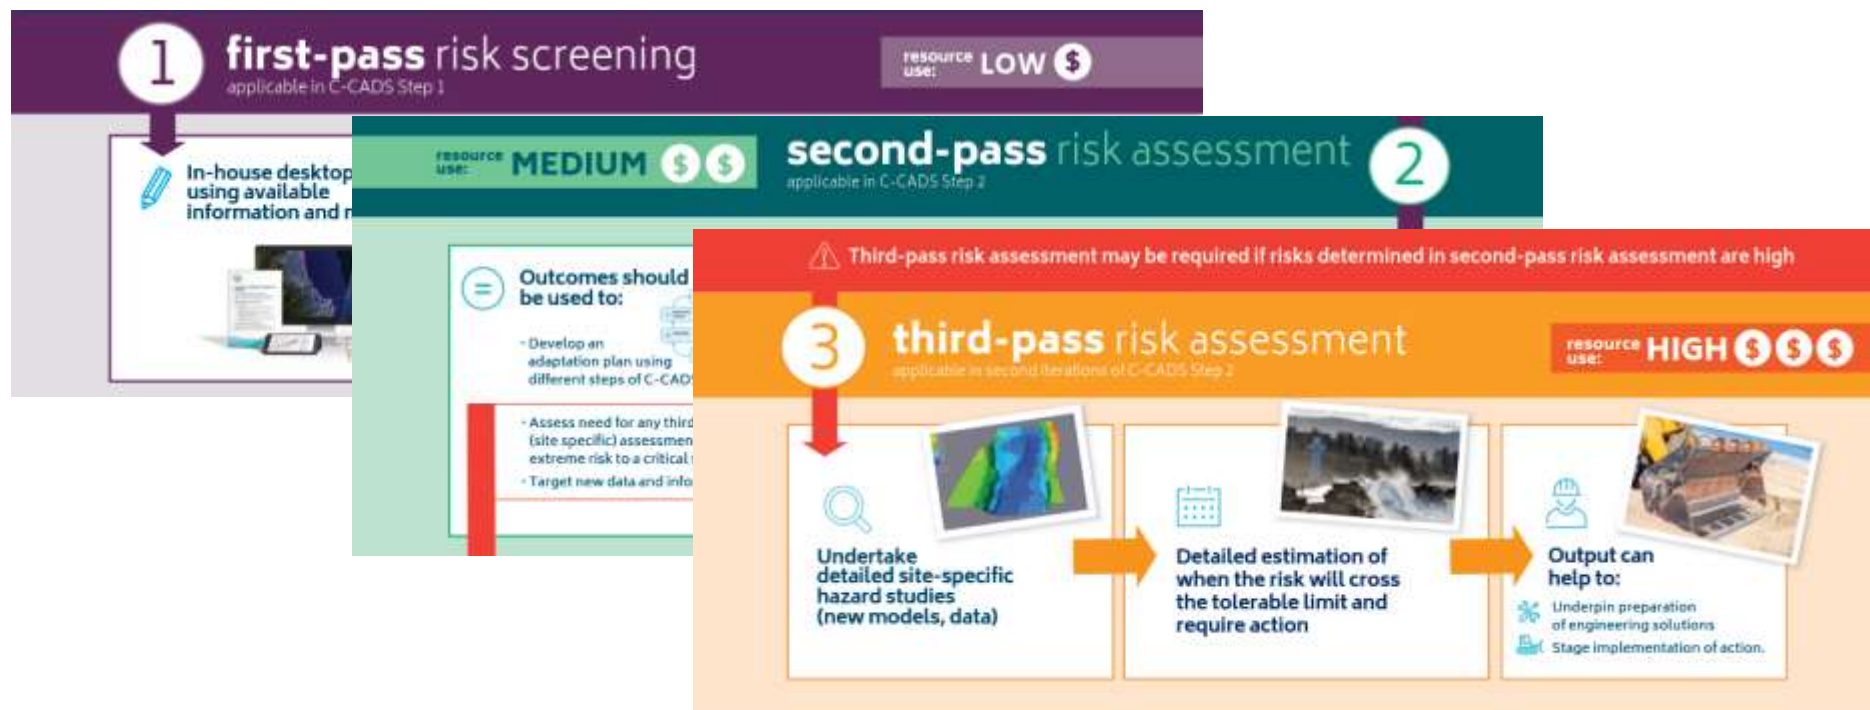 1
first-pass risk screening
applicable in C-CADS Step 1
resource
use:
LOW $
In-house desktop
using available
information and
resource
use:
MEDIUM $ $
second-pass risk assessment
applicable in C-CADS Step 2
2
=
Outcomes should
be used to:
- Develop an
adaptation plan using
different steps of C-CADS
- Assess need for any third
(site specific)
extreme risk to a critical
- Target new data and
Third-pass risk assessment may be required if risks determined in second-pass risk assessment are high
3
third-pass risk assessment
applicable in second iterations of C-CADS Step 2
resource
use:
HIGH $ $ $
Undertake
detailed site-specific
hazard studies
(new models, data)
Detailed estimation of
when the risk will cross
the tolerable limit and
require action
Output can
help to:
Underpin preparation
of engineering solutions
Stage implementation of action.